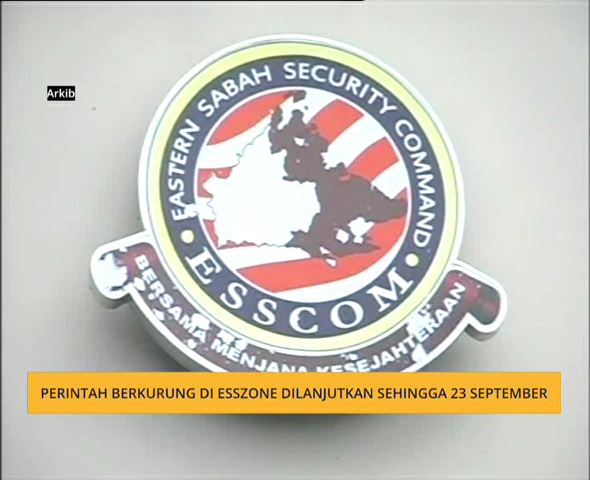 Arkib
EASTERN SABAH SECURITY COMMAND
ESSCOM
BERSAMA MENJANA KESEJAHTERAAN
PERINTAH BERKURUNG DI ESSZONE DILANJUTKAN SEHINGGA 23 SEPTEMBER